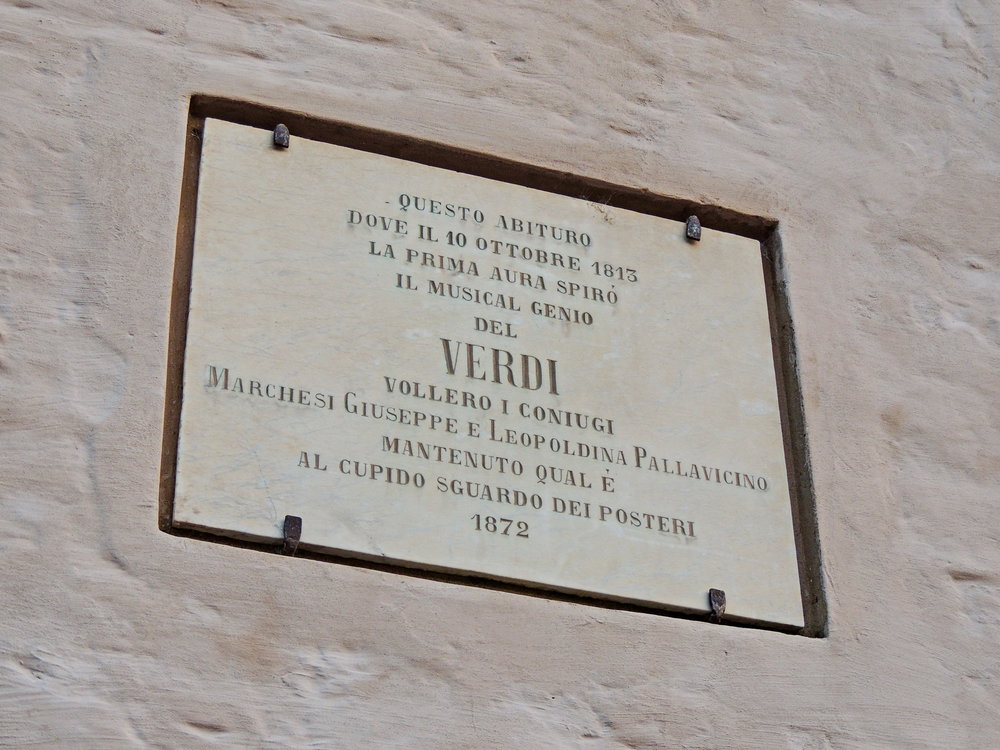 QUESTO ABITURO
DOVE IL 10 OTTOBRE 1813
LA PRIMA AURA SPIRÒ
IL MUSICAL GENIO
DEL
VERDI
VOLLERO I CONIUGI
MARCHESI GIUSEPPE E LEOPOLDINA PALLAVICINO
MANTENUTO QUAL È
AL CUPIDO SGUARDO DEI POSTERI
1872